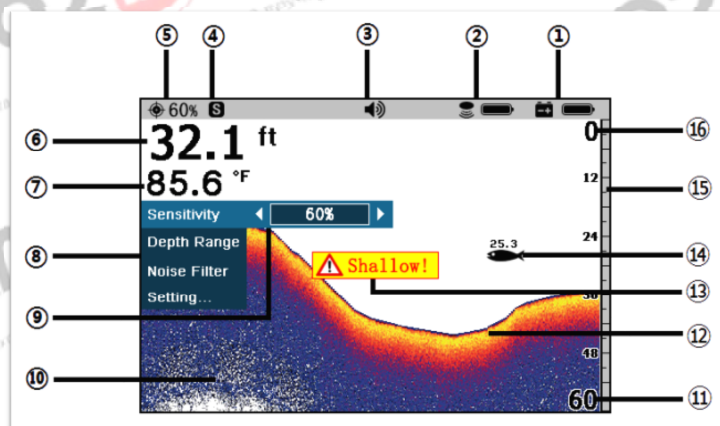 ⑤ ④ ③ ② ①
60% S
⑥ 32.1 ft 0 ⑯
⑦ 85.6 °F 12 ⑮
Sensitivity 60%
⑧ Depth Range 25.3 24 ⑭
Noise Filter Shallow! ⑬
Setting...
⑨ 36 ⑫
⑩ 48
60 ⑪